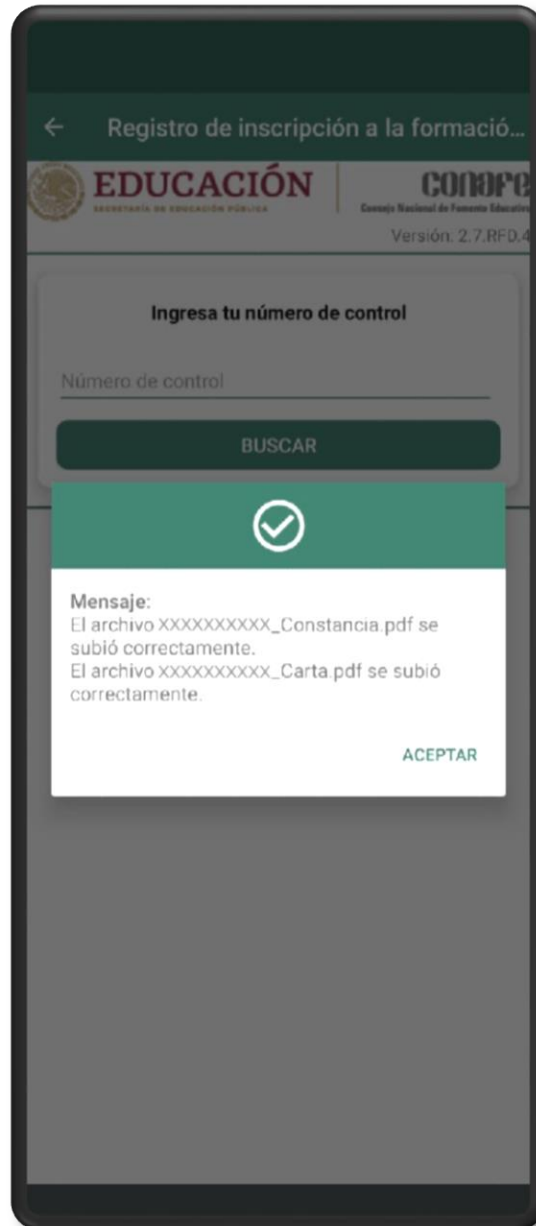 ← Registro de inscripción a la formació...
EDUCACIÓN
SECRETARÍA DE EDUCACIÓN PÚBLICA
CONAFE
Consejo Nacional de Fomento Educativo
Versión: 2.7.RFD.4
Ingresa tu número de control
Número de control
BUSCAR
Mensaje:
El archivo XXXXXXXXXX_Constancia.pdf se
subió correctamente.
El archivo XXXXXXXXXX_Carta.pdf se subió
correctamente.
ACEPTAR